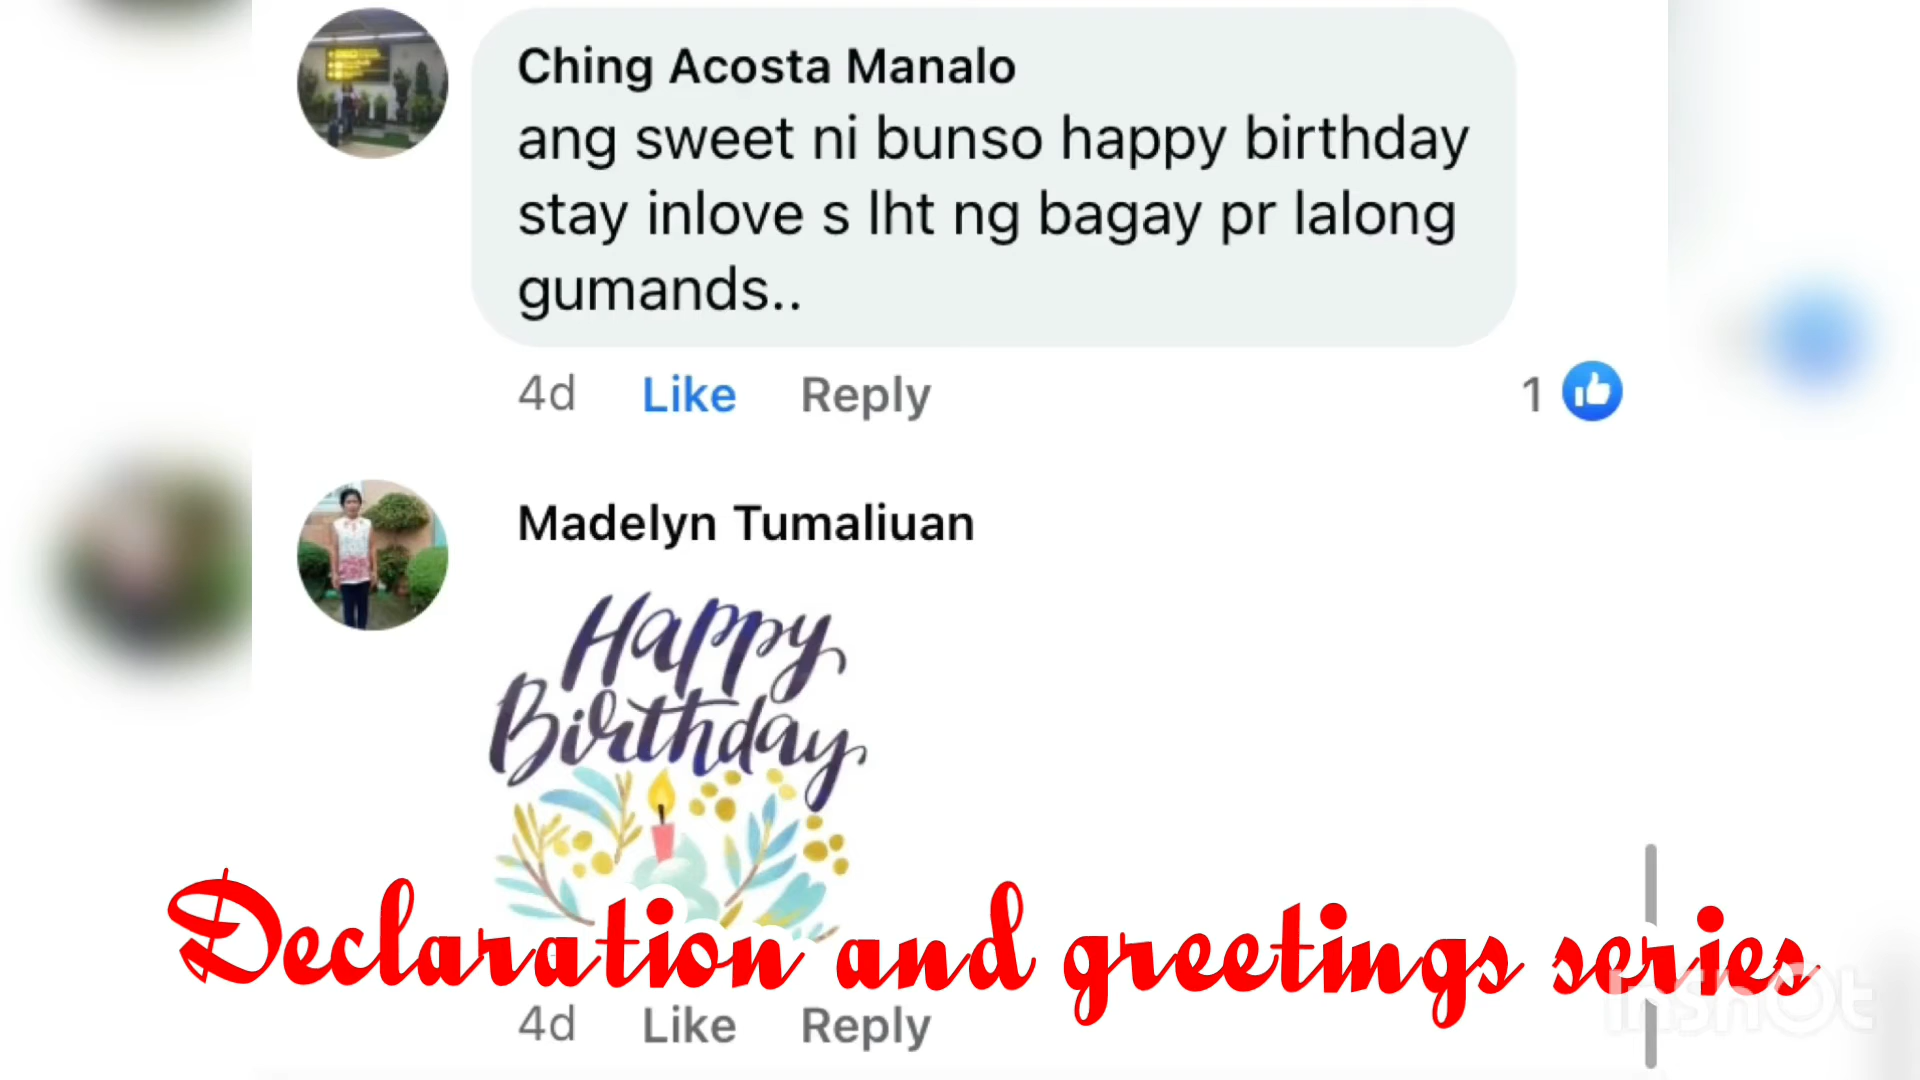 Ching Acosta Manalo
ang sweet ni bunso happy birthday
stay inlove s lht ng bagay pr lalong
gumands..
4d Like Reply 1
Madelyn Tumaliuan
Happy
Birthday
Declaration and greetings series
InShOt
4d Like Reply